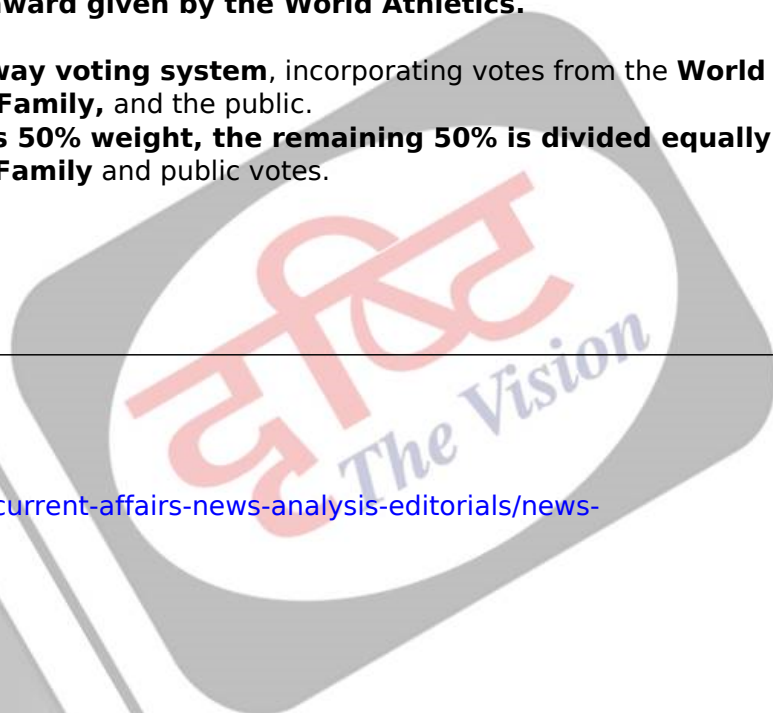 award given by the World Athletics.
way voting system, incorporating votes from the World
Family, and the public.
s 50% weight, the remaining 50% is divided equally
Family and public votes.
दृष्टि
The Vision
current-affairs-news-analysis-editorials/news-